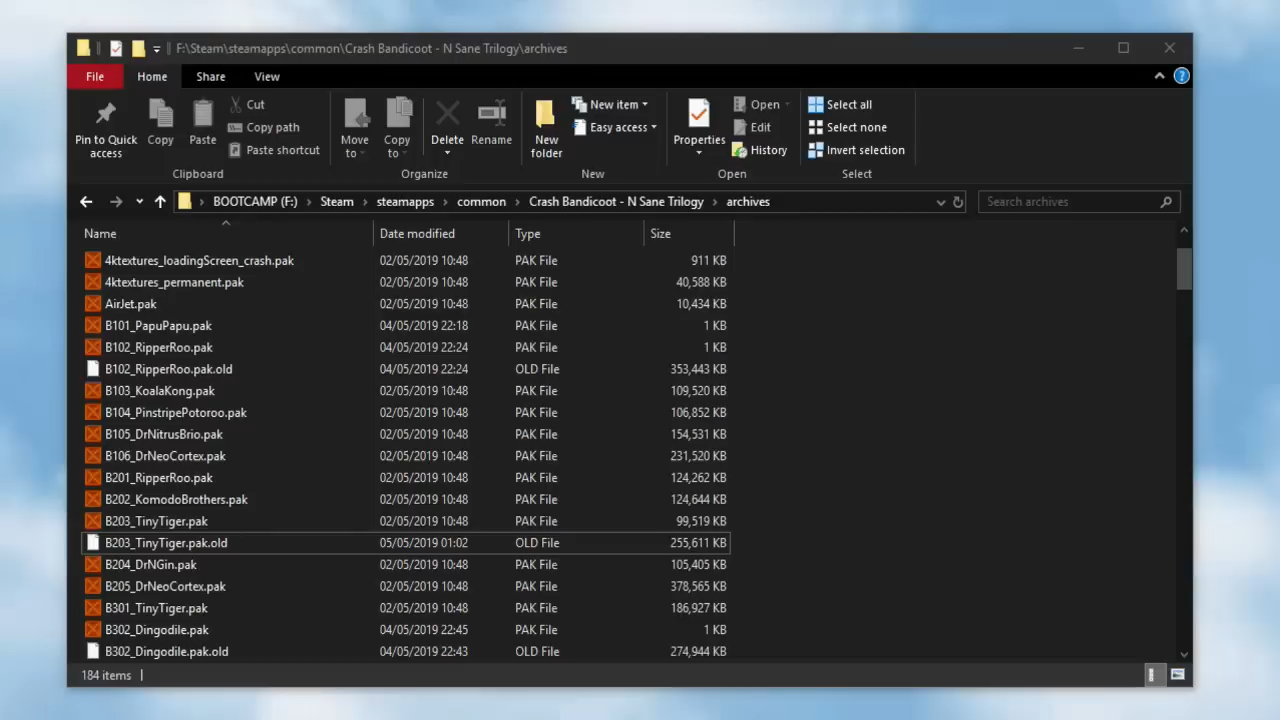 F:\Steam\steamapps\common\Crash Bandicoot - N Sane Trilogy\archives
File Home Share View
Pin to Quick access
Copy
Paste
Cut
Copy path
Paste shortcut
Clipboard
Move to
Copy to
Delete
Rename
Organize
New folder
New item
Easy access
New
Properties
Open
Edit
History
Open
Select all
Select none
Invert selection
Select
BOOTCAMP (F:) Steam steamapps common Crash Bandicoot - N Sane Trilogy archives
Search archives
Name Date modified Type Size
4ktextures_loadingScreen_crash.pak 02/05/2019 10:48 PAK File 911 KB
4ktextures_permanent.pak 02/05/2019 10:48 PAK File 40,588 KB
AirJet.pak 02/05/2019 10:48 PAK File 10,434 KB
B101_PapuPapu.pak 04/05/2019 22:18 PAK File 1 KB
B102_RipperRoo.pak 04/05/2019 22:24 PAK File 1 KB
B102_RipperRoo.pak.old 04/05/2019 22:24 OLD File 353,443 KB
B103_KoalaKong.pak 02/05/2019 10:48 PAK File 109,520 KB
B104_PinstripePotoroo.pak 02/05/2019 10:48 PAK File 106,852 KB
B105_DrNitrusBrio.pak 02/05/2019 10:48 PAK File 154,531 KB
B106_DrNeoCortex.pak 02/05/2019 10:48 PAK File 231,520 KB
B201_RipperRoo.pak 02/05/2019 10:48 PAK File 124,262 KB
B202_KomodoBrothers.pak 02/05/2019 10:48 PAK File 124,644 KB
B203_TinyTiger.pak 02/05/2019 10:48 PAK File 99,519 KB
B203_TinyTiger.pak.old 05/05/2019 01:02 OLD File 255,611 KB
B204_DrNGin.pak 02/05/2019 10:48 PAK File 105,405 KB
B205_DrNeoCortex.pak 02/05/2019 10:48 PAK File 378,565 KB
B301_TinyTiger.pak 02/05/2019 10:48 PAK File 186,927 KB
B302_Dingodile.pak 04/05/2019 22:45 PAK File 1 KB
B302_Dingodile.pak.old 04/05/2019 22:43 OLD File 274,944 KB
184 items